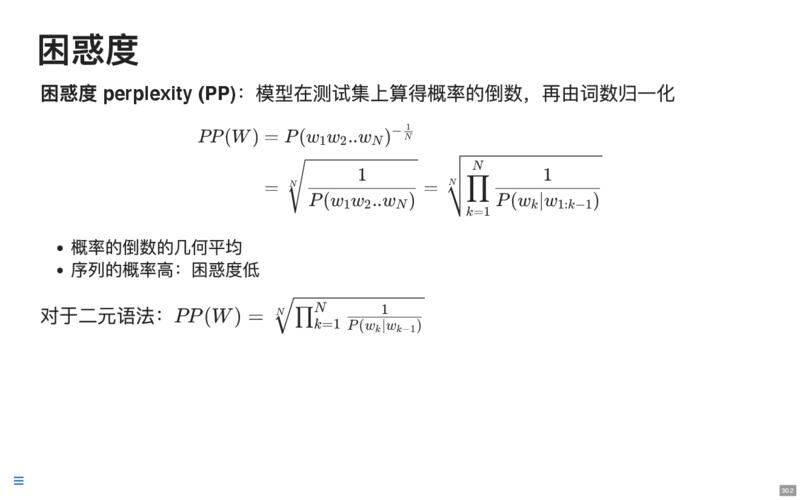 困惑度
困惑度 perplexity (PP)：模型在测试集上算得概率的倒数，再由词数归一化
PP(W) = P(w₁w₂..w_N)^{-\frac{1}{N}}
= \sqrt[N]{\frac{1}{P(w₁w₂..w_N)}} = \sqrt[N]{\prod_{k=1}^{N} \frac{1}{P(w_k|w_{1:k-1})}}
• 概率的倒数的几何平均
• 序列的概率高：困惑度低
对于二元语法：PP(W) = \sqrt[N]{\prod_{k=1}^{N} \frac{1}{P(w_k|w_{k-1})}}
30.2